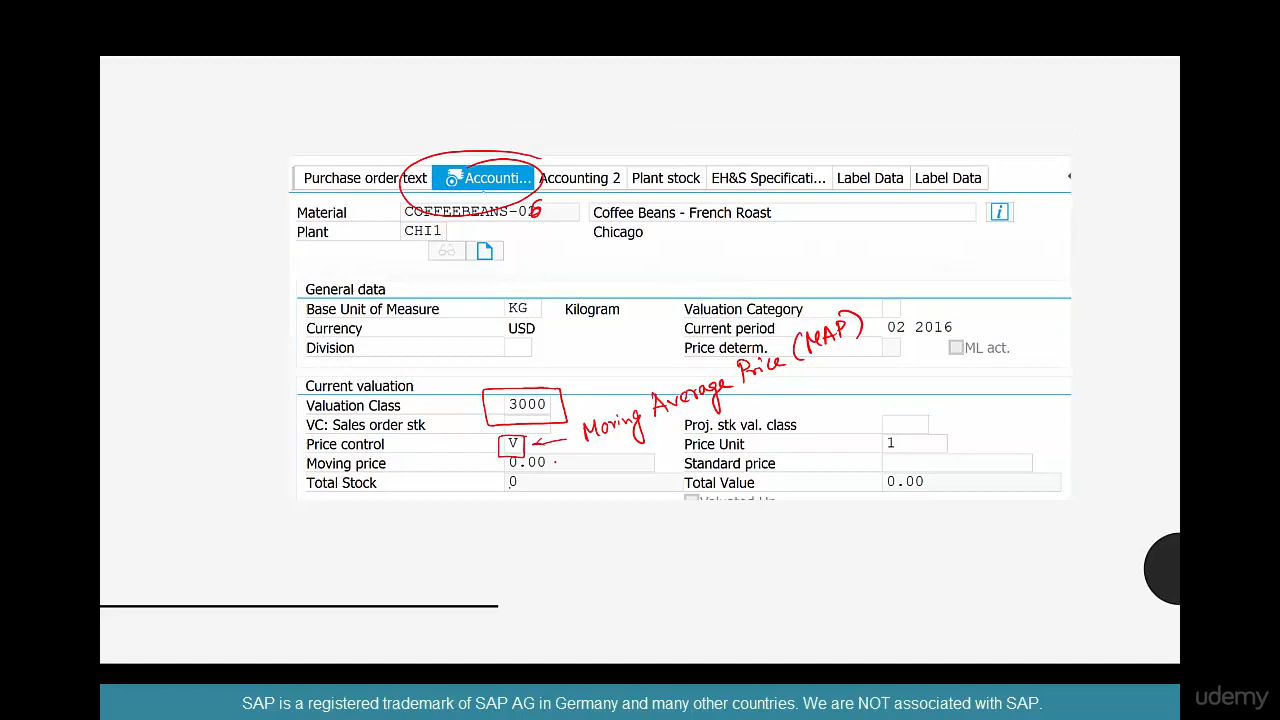 Purchase order text Accounti... Accounting 2 Plant stock EH&S Specificati... Label Data Label Data
Material COFFEEBEANS-026 Coffee Beans - French Roast
Plant CHI1 Chicago
General data
Base Unit of Measure KG Kilogram Valuation Category
Currency USD Current period 02 2016
Division Price determ. ML act.
Moving Average Price (MAP)
Current valuation
Valuation Class 3000
VC: Sales order stk Proj. stk val. class
Price control V Price Unit 1
Moving price 0.00 Standard price
Total Stock 0 Total Value 0.00
SAP is a registered trademark of SAP AG in Germany and many other countries. We are NOT associated with SAP.
udemy